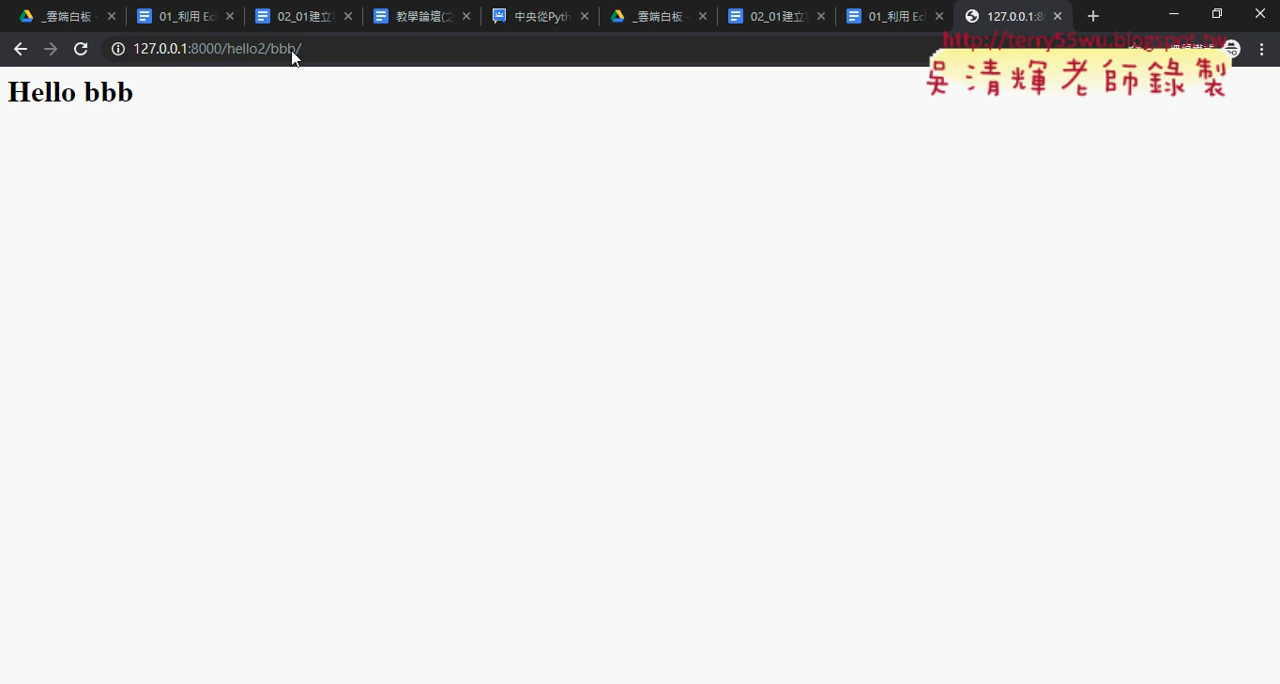 _雲端白板 -
01_利用 Ecl
02_01建立
教學論壇(之
中央從Pyth
_雲端白板 -
02_01建立
01_利用 Ecl
127.0.0.1:8
127.0.0.1:8000/hello2/bbb/
http://terry55wu.blogspot.tw
吳清輝老師錄製
Hello bbb